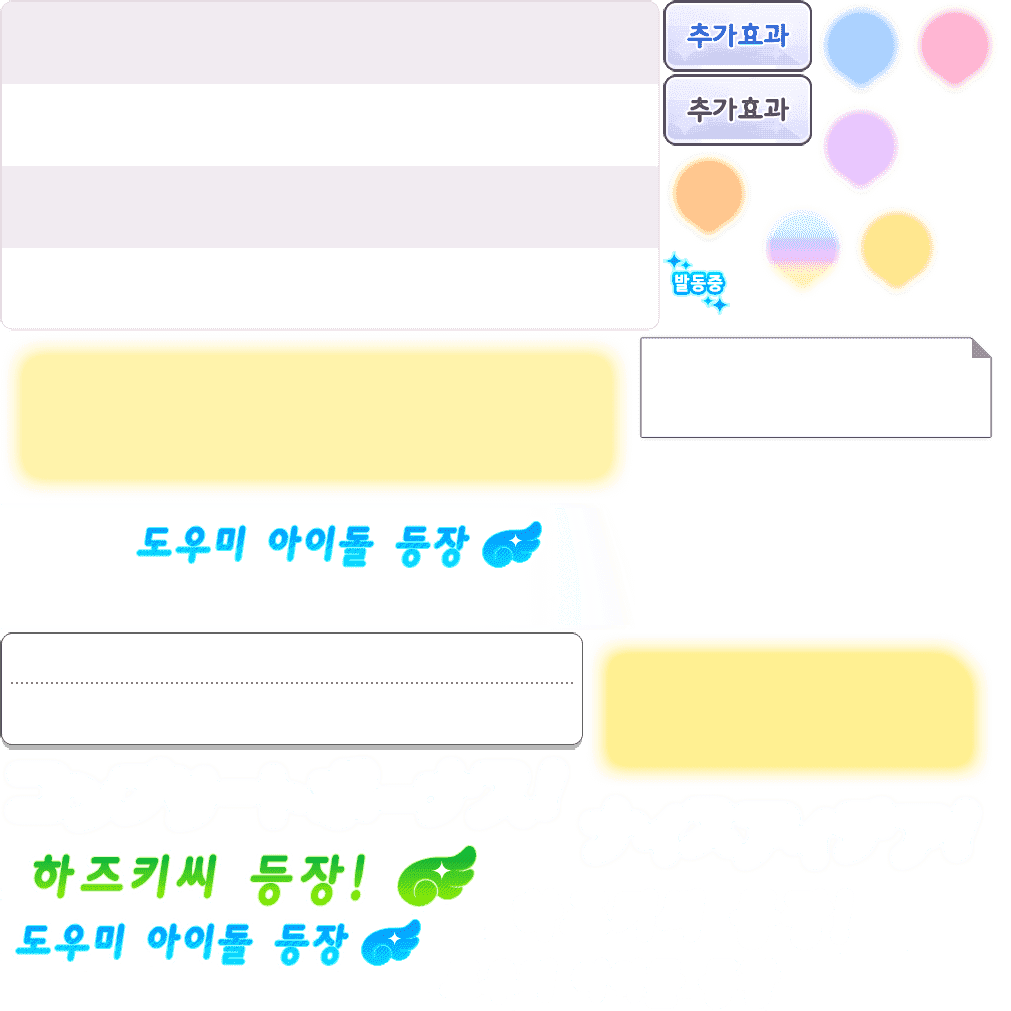 추가효과
추가효과
발동중
도우미 아이돌 등장
하즈키씨 등장!
도우미 아이돌 등장